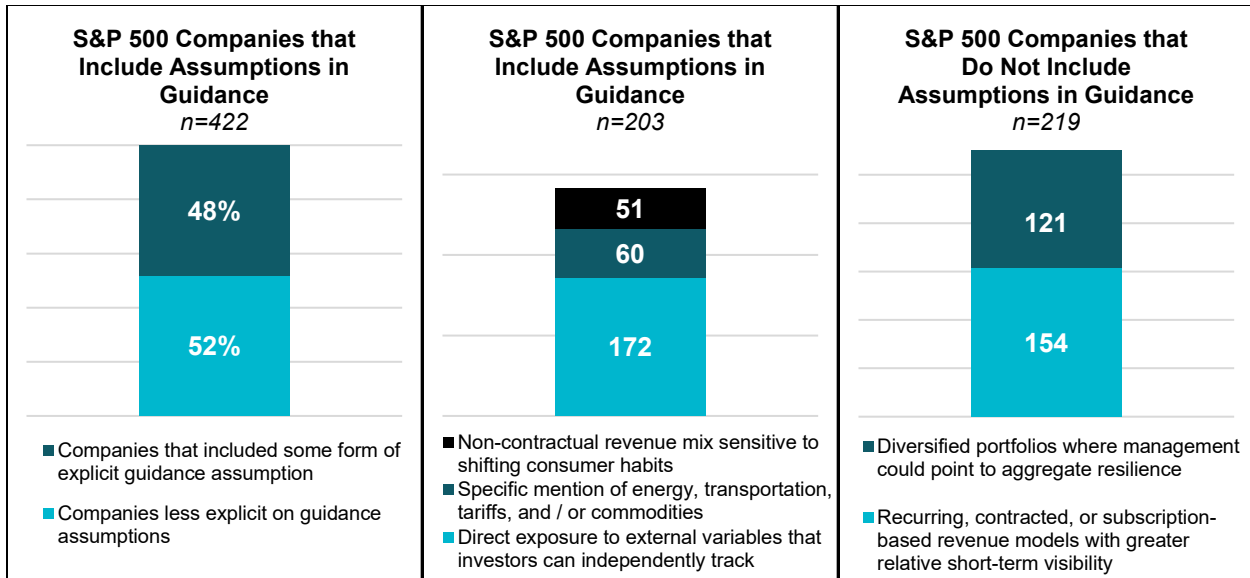 S&P 500 Companies that
Include Assumptions in
Guidance
n=422
48%
52%
Companies that included some form of
explicit guidance assumption
Companies less explicit on guidance
assumptions
S&P 500 Companies that
Include Assumptions in
Guidance
n=203
51
60
172
Non-contractual revenue mix sensitive to
shifting consumer habits
Specific mention of energy, transportation,
tariffs, and / or commodities
Direct exposure to external variables that
investors can independently track
S&P 500 Companies that
Do Not Include
Assumptions in Guidance
n=219
121
154
Diversified portfolios where management
could point to aggregate resilience
Recurring, contracted, or subscription-
based revenue models with greater
relative short-term visibility